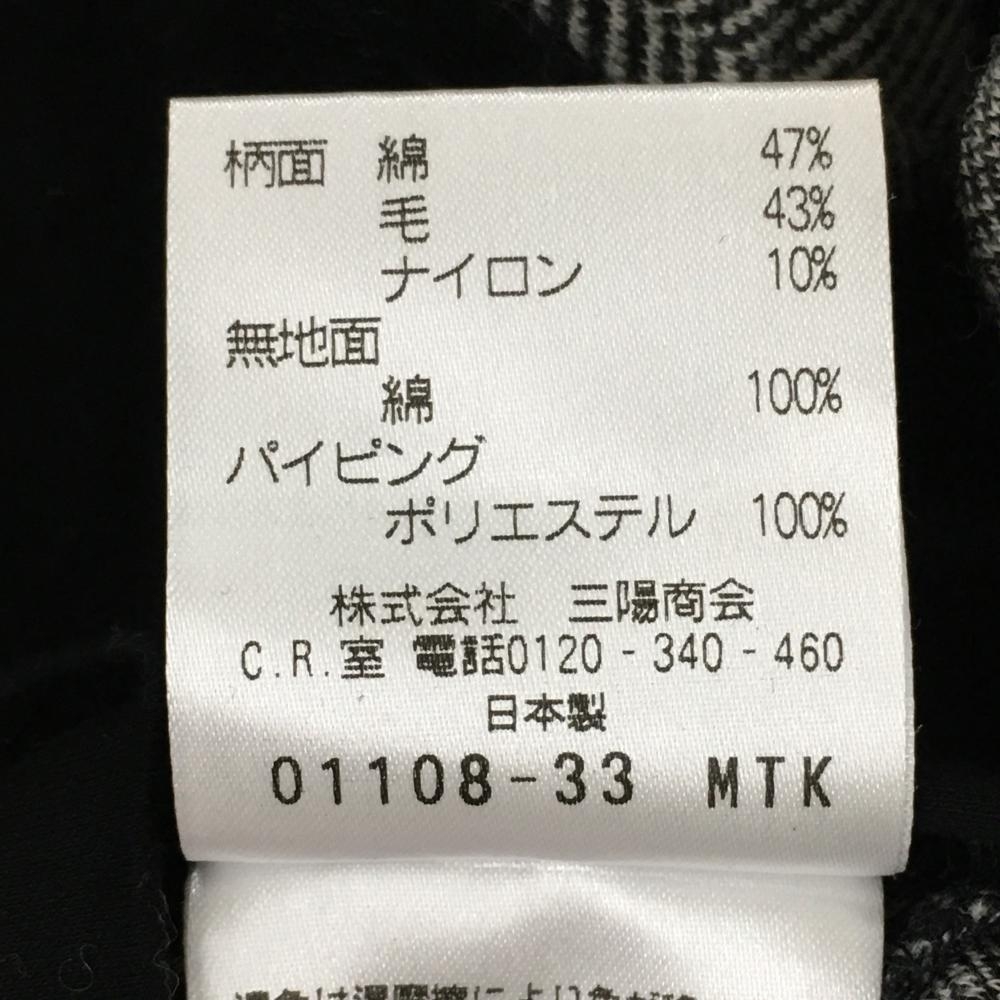 柄面 綿 47%
毛 43%
ナイロン 10%
無地面
綿 100%
パイピング
ポリエステル 100%
株式会社 三陽商会
C.R.室 電話0120-340-460
日本製
01108-33 MTK